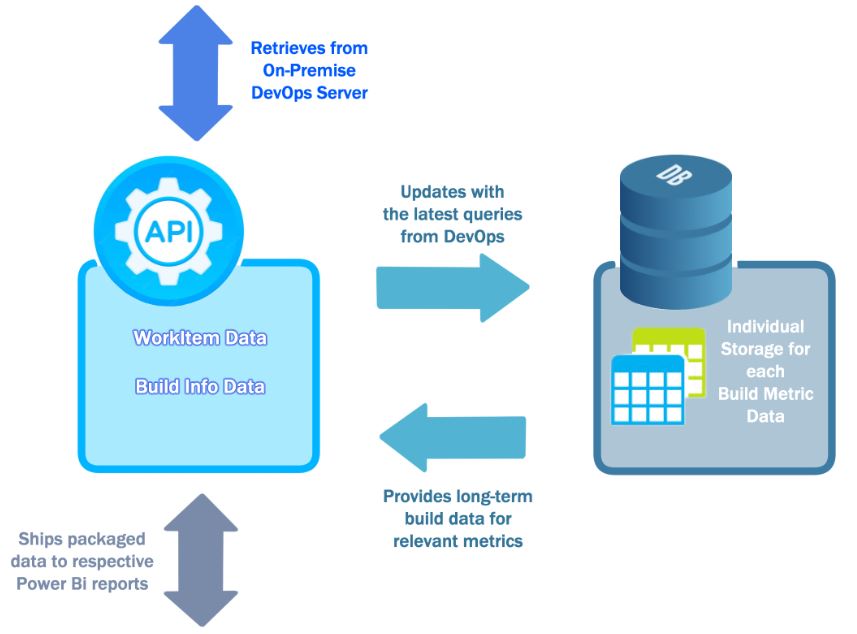 Retrieves from
On-Premise
DevOps Server
API
WorkItem Data
Build Info Data
Updates with
the latest queries
from DevOps
DB
Individual
Storage for
each
Build Metric
Data
Provides long-term
build data for
relevant metrics
Ships packaged
data to respective
Power Bi reports